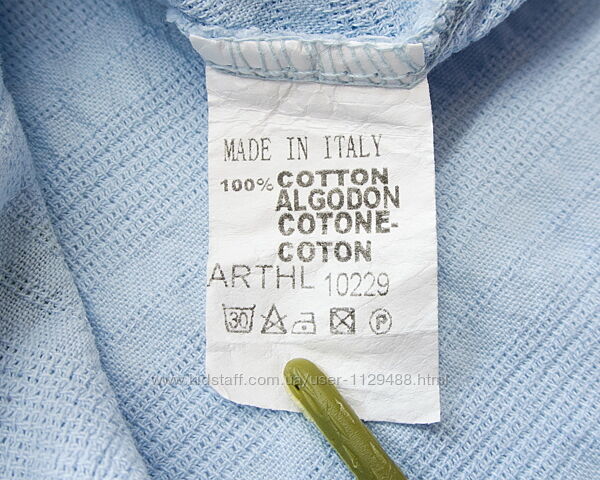 MADE IN ITALY
100% COTTON
ALGODON
COTONE-
COTON
ARTHL 10229
30 P
www.kidstaff.com.ua/user-1129488.html